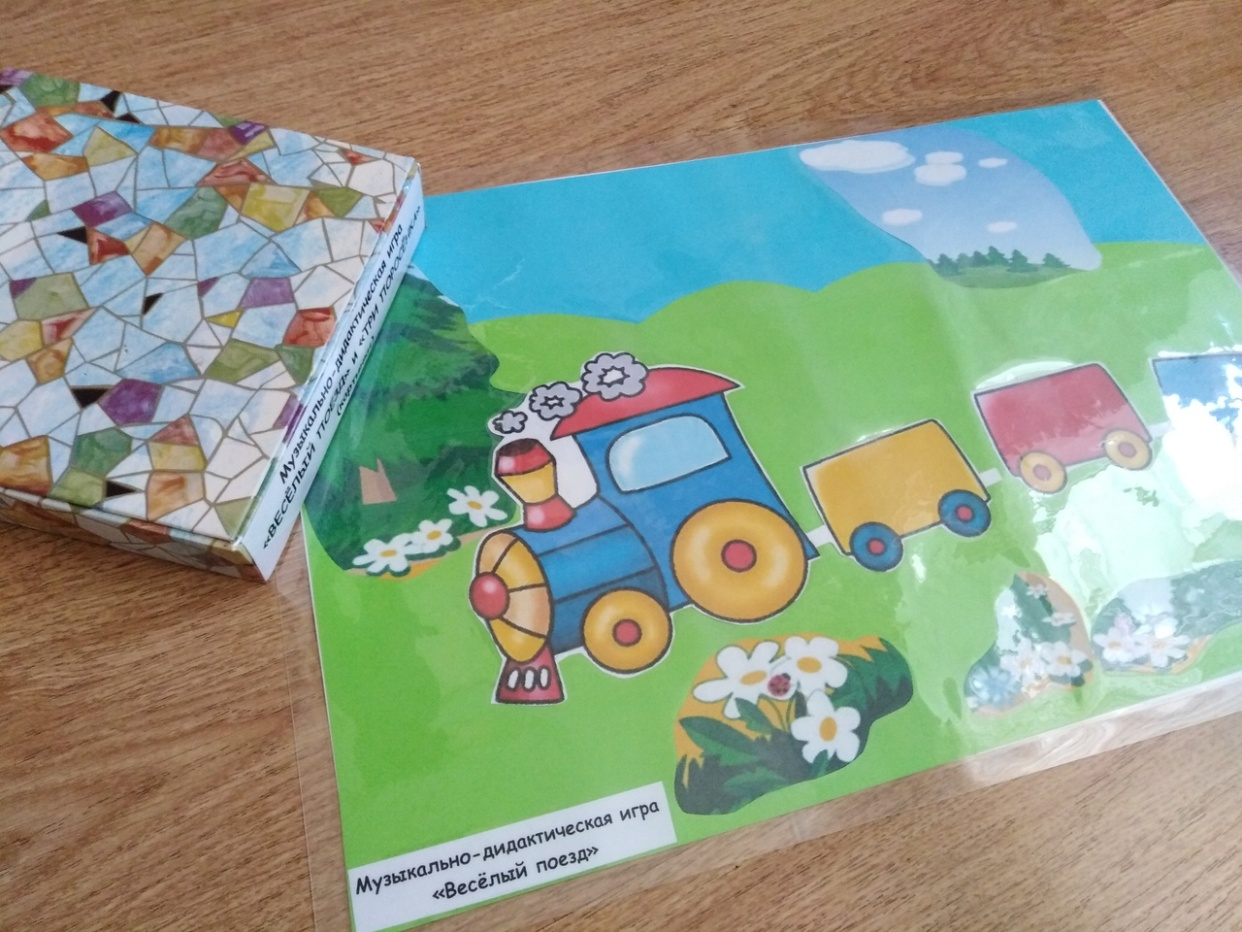 Музыкально-дидактическая игра
«ВЕСЁЛЫЙ ПОЕЗД» и «ТРИ ПОРОСЁНКА»
Музыкально-дидактическая игра
«Весёлый поезд»